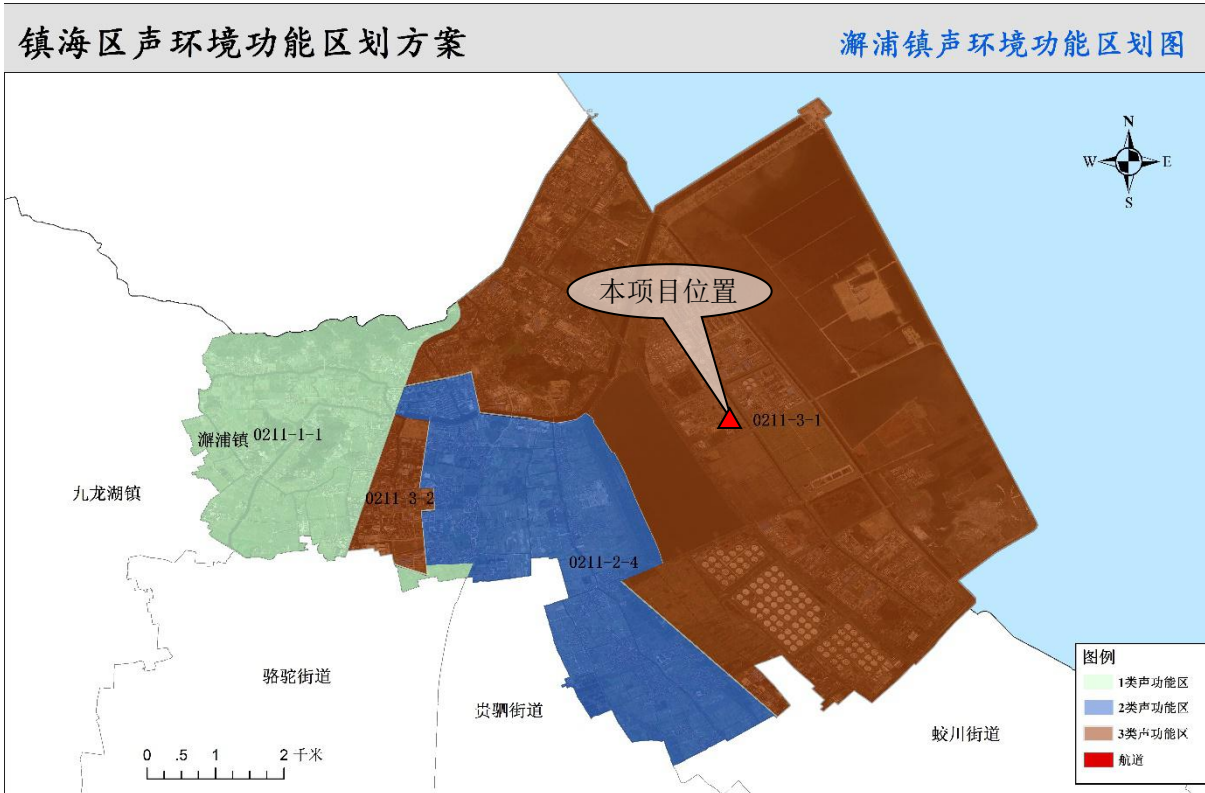 镇海区声环境功能区划方案
澥浦镇声环境功能区划图
N
W E
S
本项目位置
0211-3-1
澥浦镇 0211-1-1
九龙湖镇
0211-3-2
0211-2-4
骆驼街道
贵驷街道
蛟川街道
0 .5 1 2 千米
图例
1类声功能区
2类声功能区
3类声功能区
航道